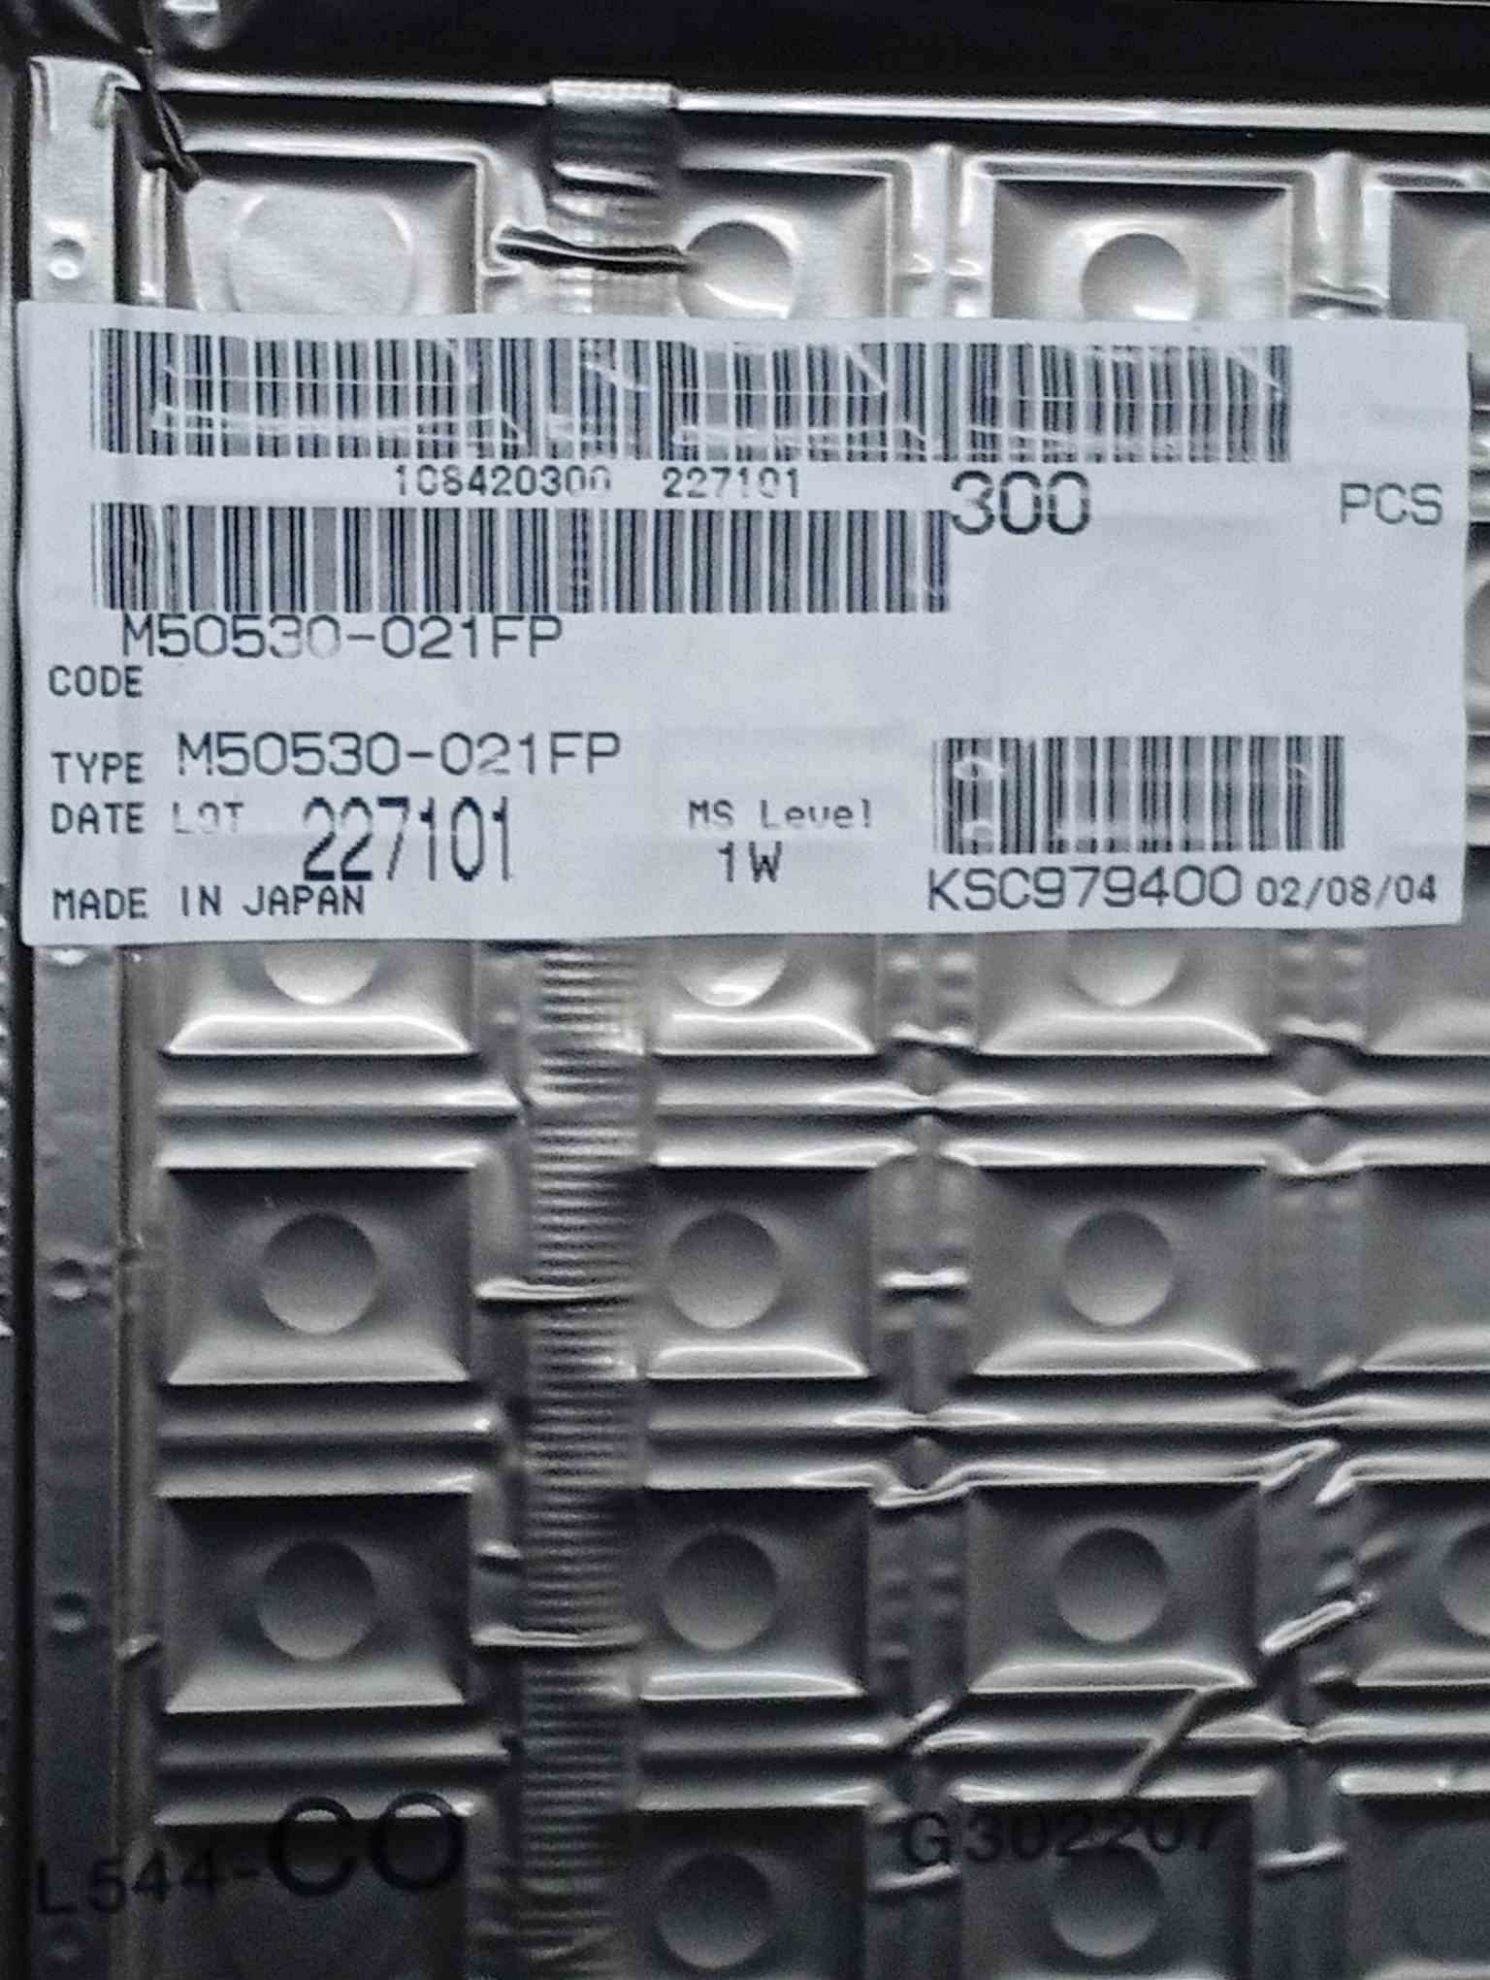 1C8420300 227101
300 PCS
M50530-021FP
CODE
TYPE M50530-021FP
DATE LOT 227101
MS Level
1W
MADE IN JAPAN
KSC979400 02/08/04
L544-CO
G302207